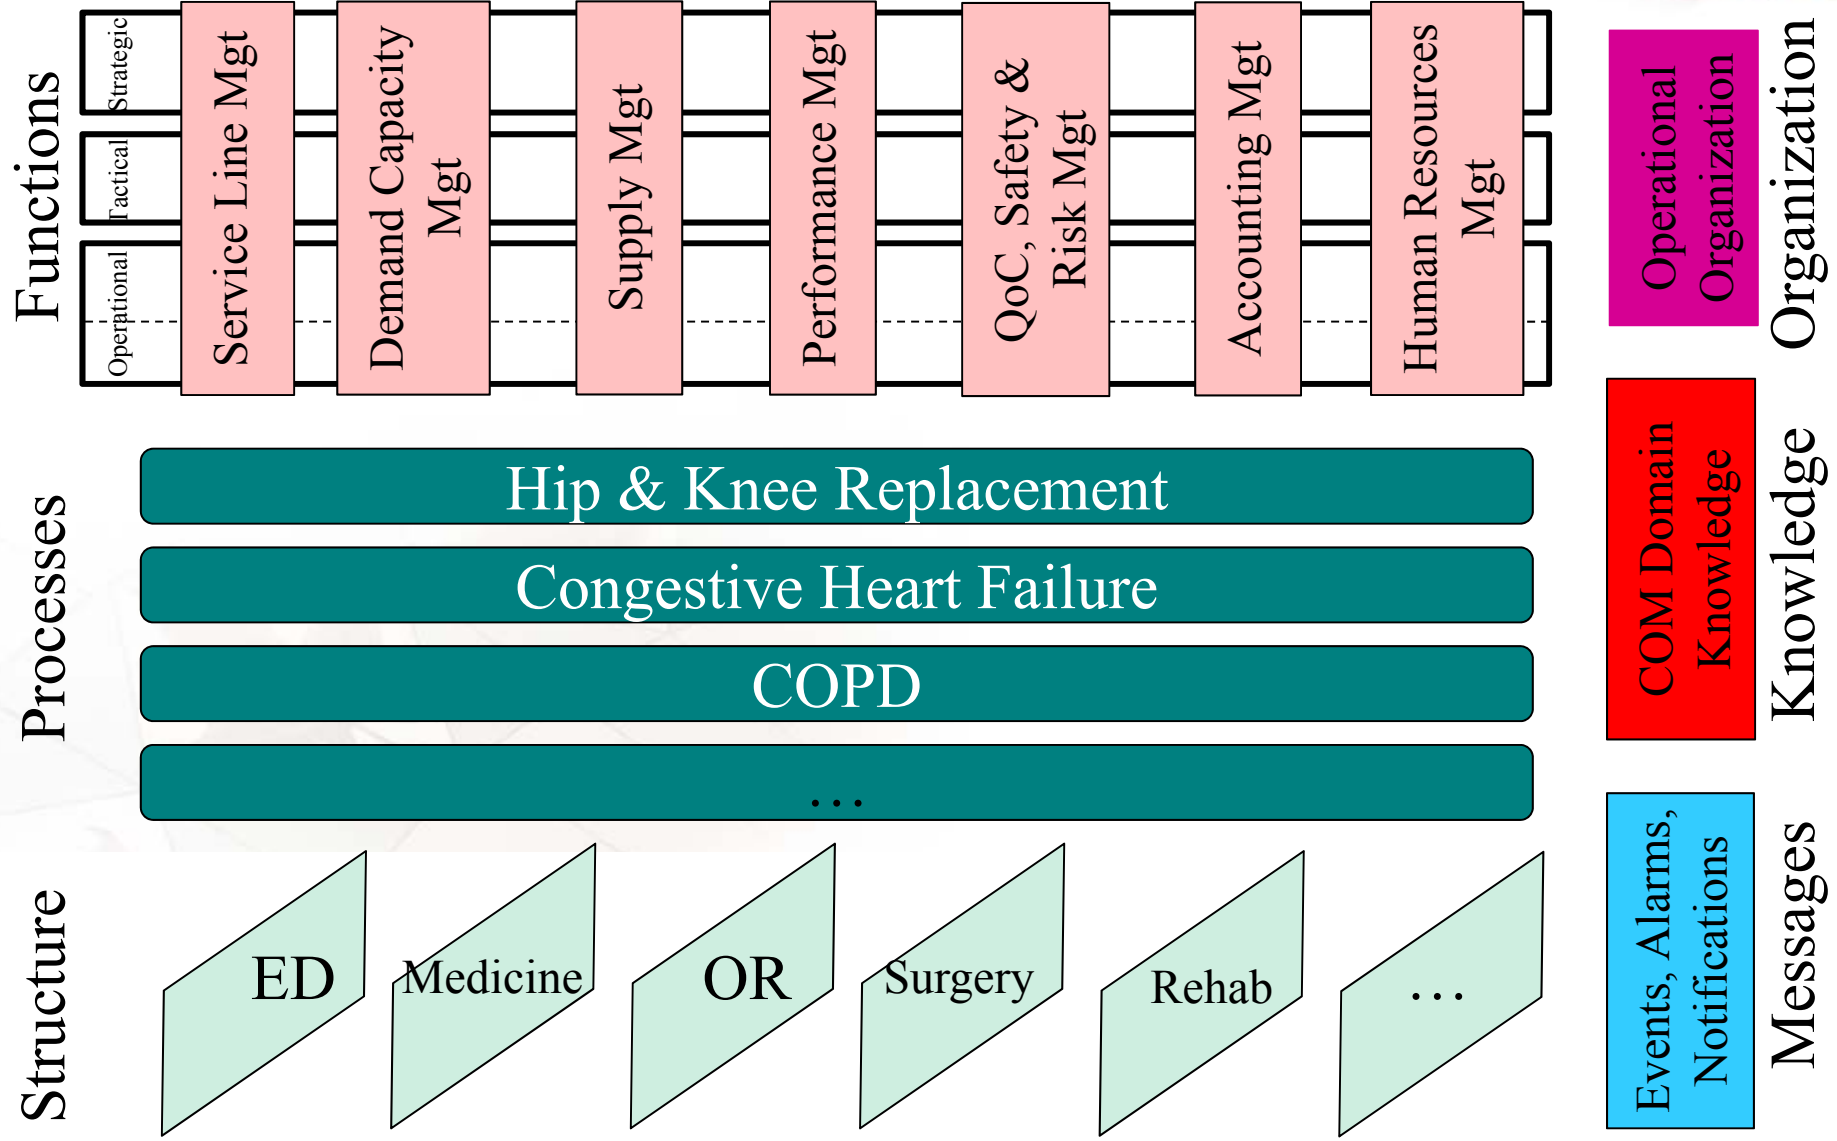 Functions
Strategic
Tactical
Operational
Service Line Mgt
Demand Capacity
Mgt
Supply Mgt
Performance Mgt
QoC, Safety &
Risk Mgt
Accounting Mgt
Human Resources
Mgt
Operational
Organization
Organization
Processes
Hip & Knee Replacement
Congestive Heart Failure
COPD
...
COM Domain
Knowledge
Knowledge
Structure
ED
Medicine
OR
Surgery
Rehab
...
Events, Alarms,
Notifications
Messages